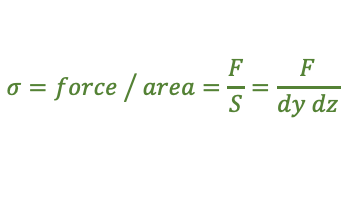 σ = force / area = F/S = F/(dy dz)